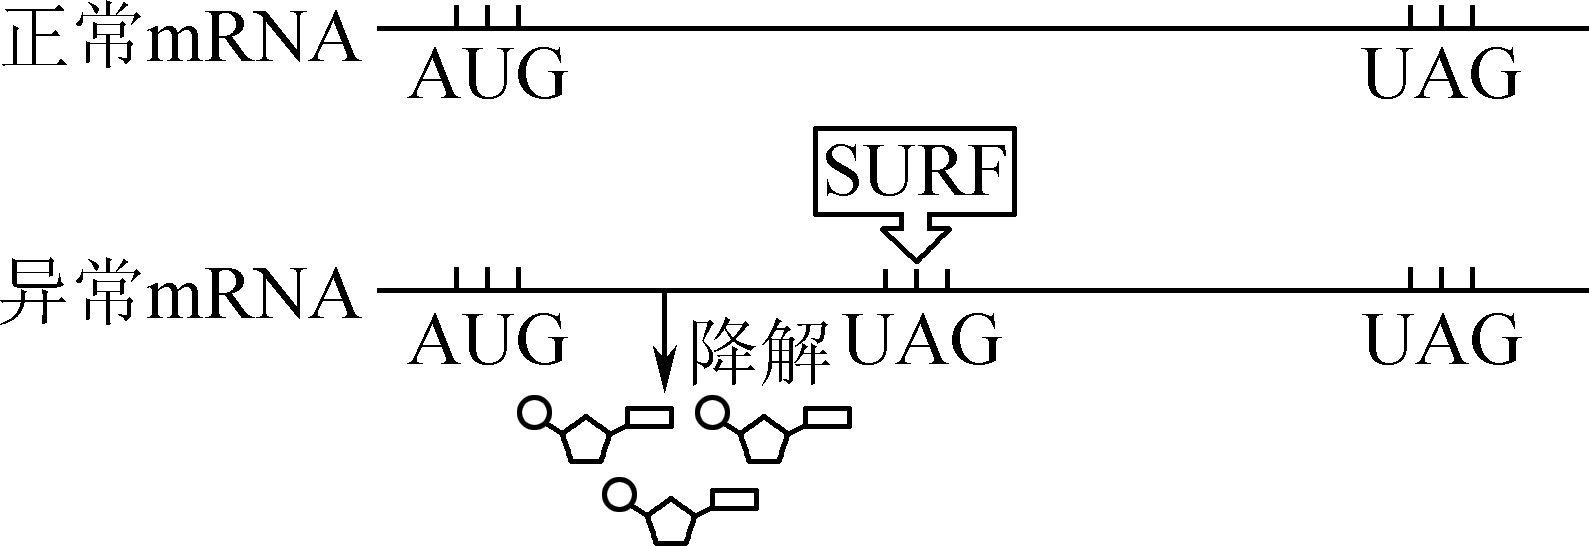 正常mRNA
AUG UAG
SURF
异常mRNA
AUG 降解 UAG UAG